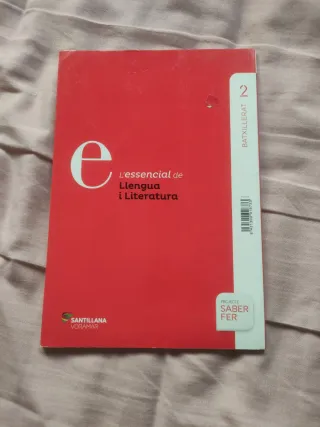 2
BATXILLERAT
e
L'essencial de
Llengua
i Literatura
PROJECTE
SABER
FER
SANTILLANA
VORAMAR